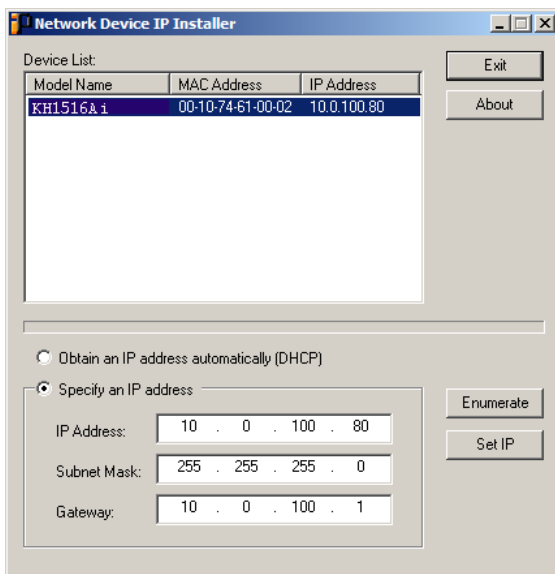 Network Device IP Installer
Device List:
Exit
Model Name MAC Address IP Address
KH1516Ai 00-10-74-61-00-02 10.0.100.80
About
Obtain an IP address automatically (DHCP)
Specify an IP address
Enumerate
IP Address: 10 . 0 . 100 . 80
Set IP
Subnet Mask: 255 . 255 . 255 . 0
Gateway: 10 . 0 . 100 . 1